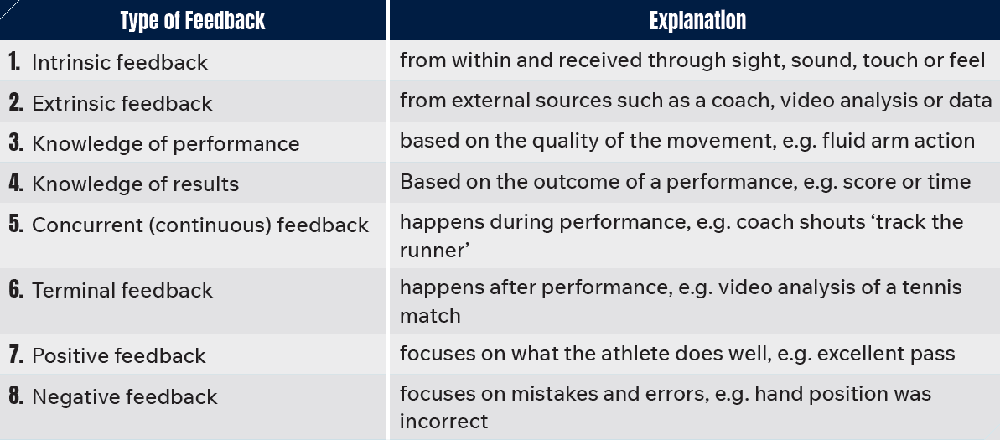 Type of Feedback
Explanation
1. Intrinsic feedback
from within and received through sight, sound, touch or feel
2. Extrinsic feedback
from external sources such as a coach, video analysis or data
3. Knowledge of performance
based on the quality of the movement, e.g. fluid arm action
4. Knowledge of results
Based on the outcome of a performance, e.g. score or time
5. Concurrent (continuous) feedback
happens during performance, e.g. coach shouts ‘track the
runner’
6. Terminal feedback
happens after performance, e.g. video analysis of a tennis
match
7. Positive feedback
focuses on what the athlete does well, e.g. excellent pass
8. Negative feedback
focuses on mistakes and errors, e.g. hand position was
incorrect